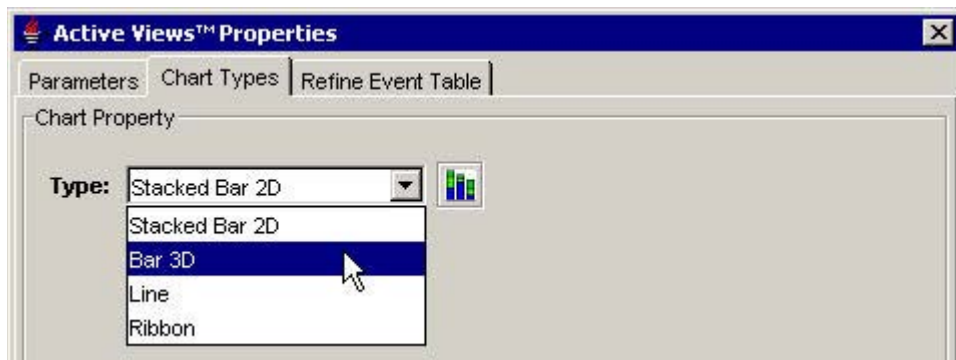 Active Views™ Properties
Parameters Chart Types Refine Event Table
Chart Property
Type: Stacked Bar 2D
Stacked Bar 2D
Bar 3D
Line
Ribbon